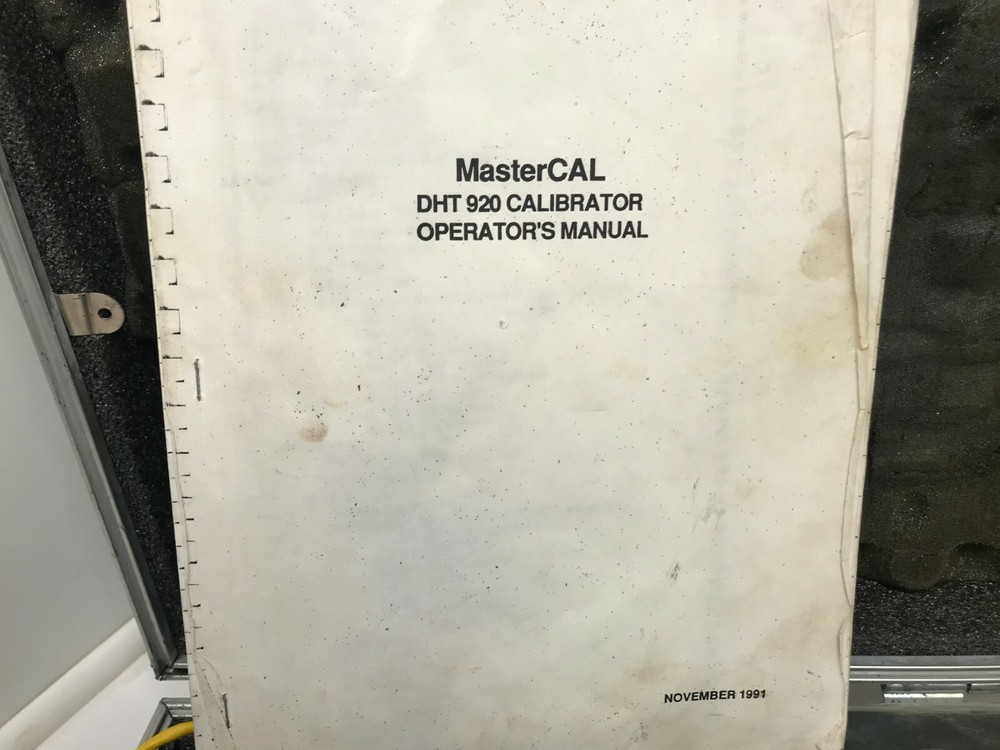 MasterCAL
DHT 920 CALIBRATOR
OPERATOR'S MANUAL
NOVEMBER 1991